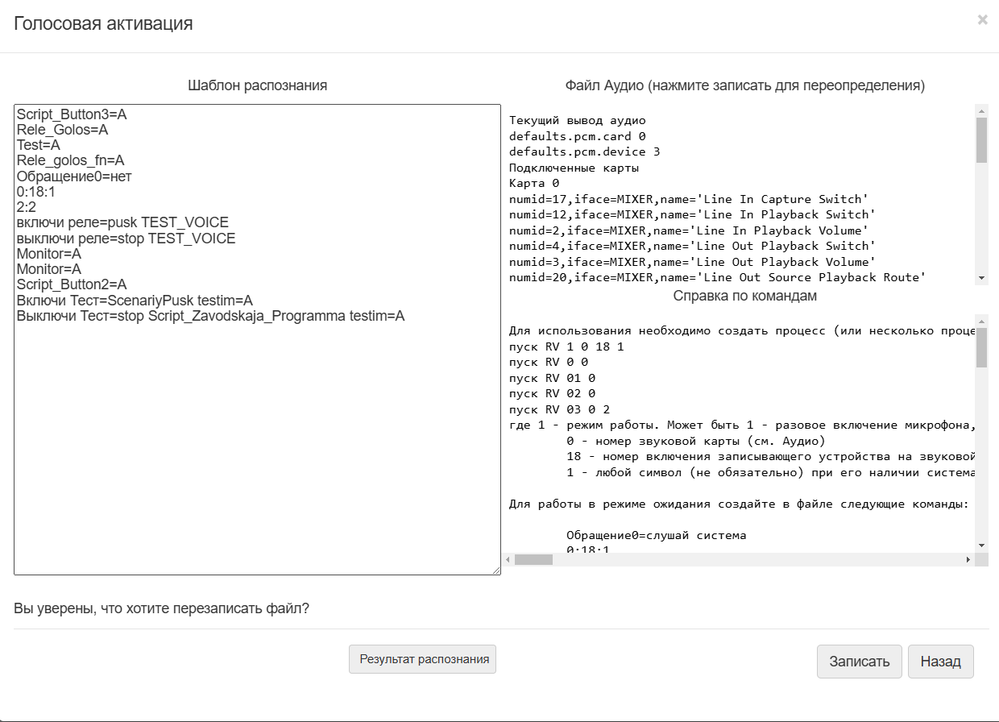 Голосовая активация
×
Шаблон распознания
Script_Button3=A
Rele_Golos=A
Test=A
Rele_golos_fn=A
Обращение0=нет
0:18:1
2:2
включи реле=pusk TEST_VOICE
выключи реле=stop TEST_VOICE
Monitor=A
Monitor=A
Script_Button2=A
Включи Тест=ScenariyPusk testim=A
Выключи Тест=stop Script_Zavodskaja_Programma testim=A
Файл Аудио (нажмите записать для переопределения)
Текущий вывод аудио
defaults.pcm.card 0
defaults.pcm.device 3
Подключенные карты
Карта 0
numid=17,iface=MIXER,name='Line In Capture Switch'
numid=12,iface=MIXER,name='Line In Playback Switch'
numid=2,iface=MIXER,name='Line In Playback Volume'
numid=4,iface=MIXER,name='Line Out Playback Switch'
numid=3,iface=MIXER,name='Line Out Playback Volume'
numid=20,iface=MIXER,name='Line Out Source Playback Route'
Справка по командам
Для использования необходимо создать процесс (или несколько проце
пуск RV 1 0 18 1
пуск RV 0 0
пуск RV 01 0
пуск RV 02 0
пуск RV 03 0 2
где 1 - режим работы. Может быть 1 - разовое включение микрофона,
0 - номер звуковой карты (см. Аудио)
18 - номер включения записывающего устройства на звуковой
1 - любой символ (не обязательно) при его наличии система
Для работы в режиме ожидания создайте в файле следующие команды:
Обращение0=слушай система
0:18:1
Вы уверены, что хотите перезаписать файл?
Результат распознания
Записать
Назад